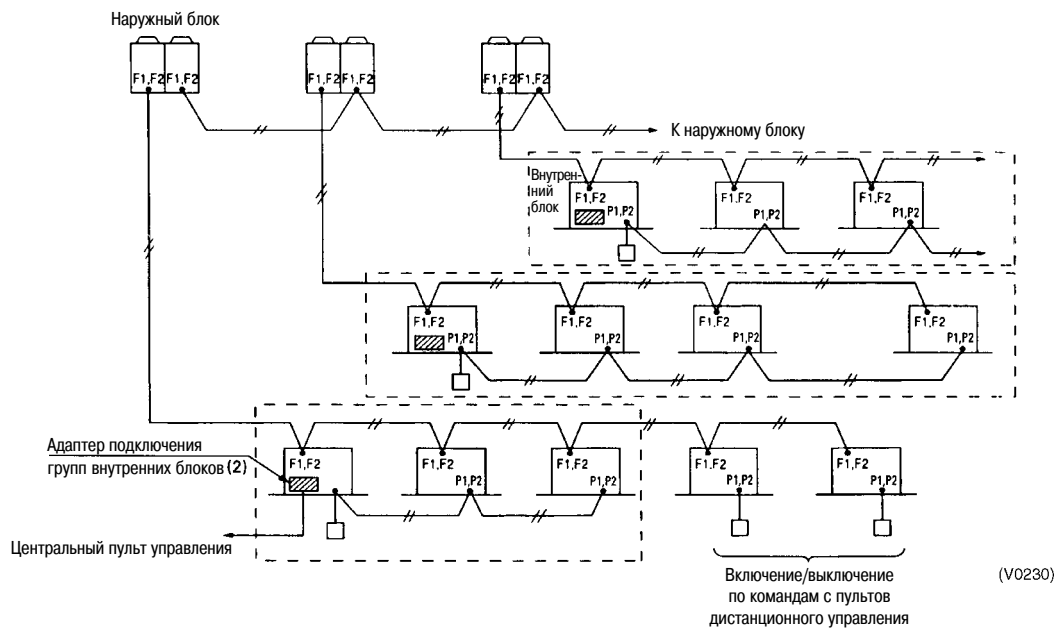 Наружный блок
F1,F2 F1,F2 F1,F2 F1,F2 F1,F2 F1,F2
К наружному блоку
Внутрен-
ний
блок
F1,F2 F1,F2 F1,F2
P1,P2 P1,P2 P1,P2
F1,F2 F1,F2 F1,F2 F1,F2
P1,P2 P1,P2 P1,P2 P1,P2
Адаптер подключения
групп внутренних блоков (2)
F1,F2 F1,F2 F1,F2 F1,F2 F1,F2
P1,P2 P1,P2 P1,P2 P1,P2
Центральный пульт управления
Включение/выключение
по командам с пультов
дистанционного управления
(V0230)